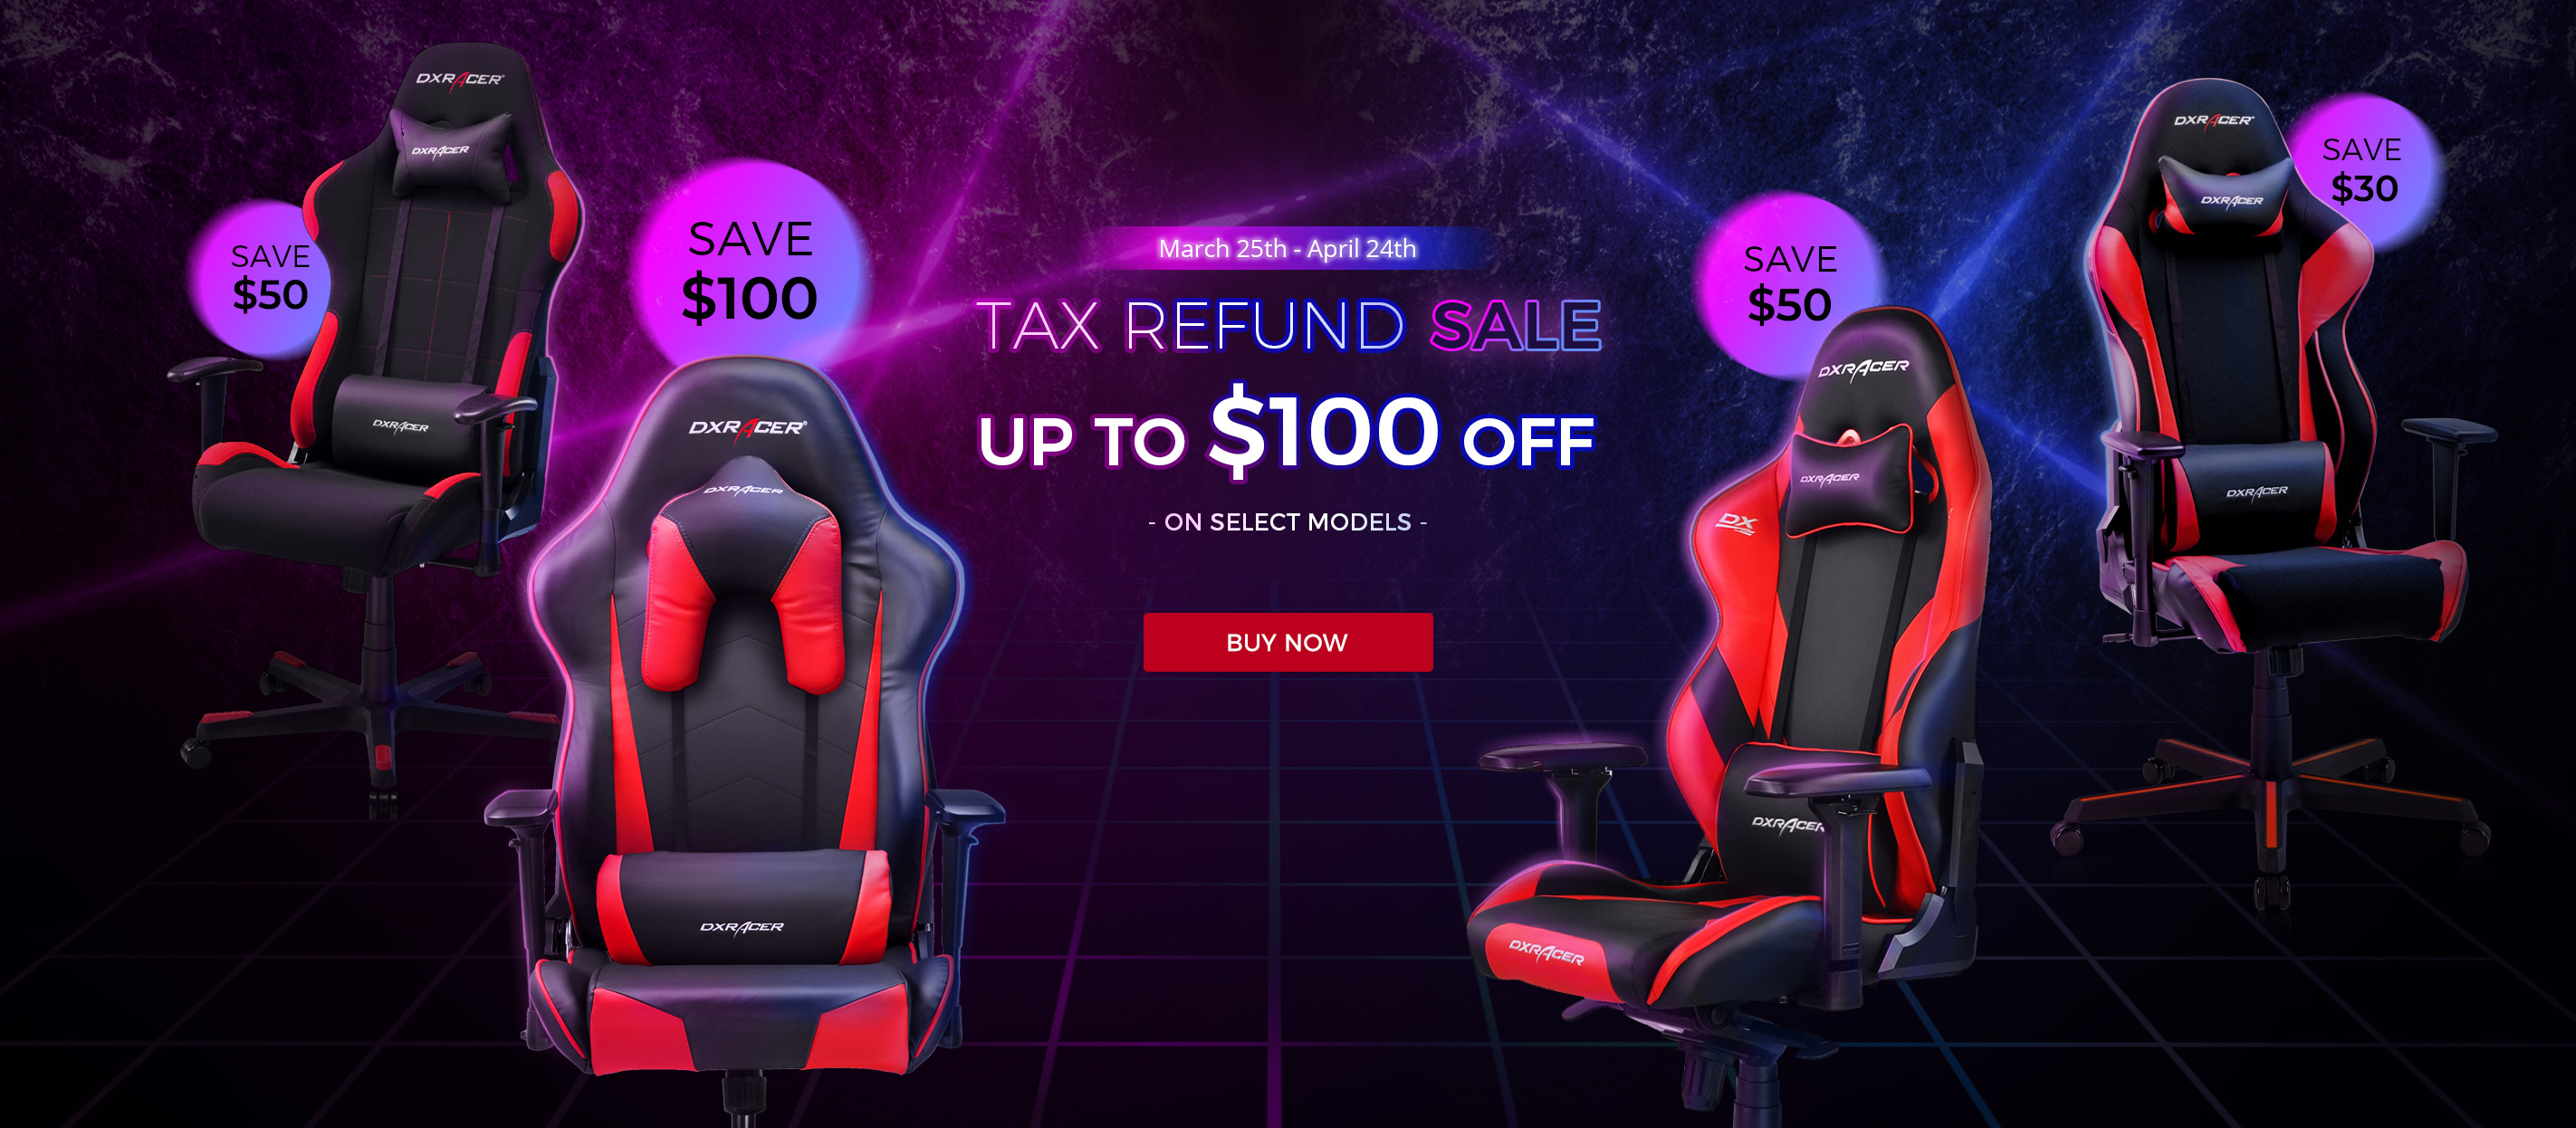 DXRACER®
DXRACER
SAVE
$50
DXRACER
SAVE
$100
DXRACER®
DXRACER
DXRACER
March 25th - April 24th
TAX REFUND SALE
UP TO $100 OFF
- ON SELECT MODELS -
BUY NOW
SAVE
$50
DXRACER
DXRACER
DX
DXRACER
DXRACER
DXRACER®
SAVE
$30
DXRACER
DXRACER